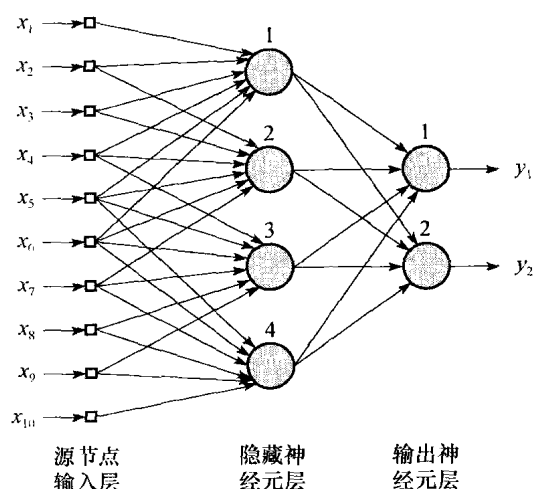 x₁
x₂
x₃
x₄
x₅
x₆
x₇
x₈
x₉
x₁₀
1
2
3
4
1
2
y₁
y₂
源节点
输入层
隐藏神
经元层
输出神
经元层